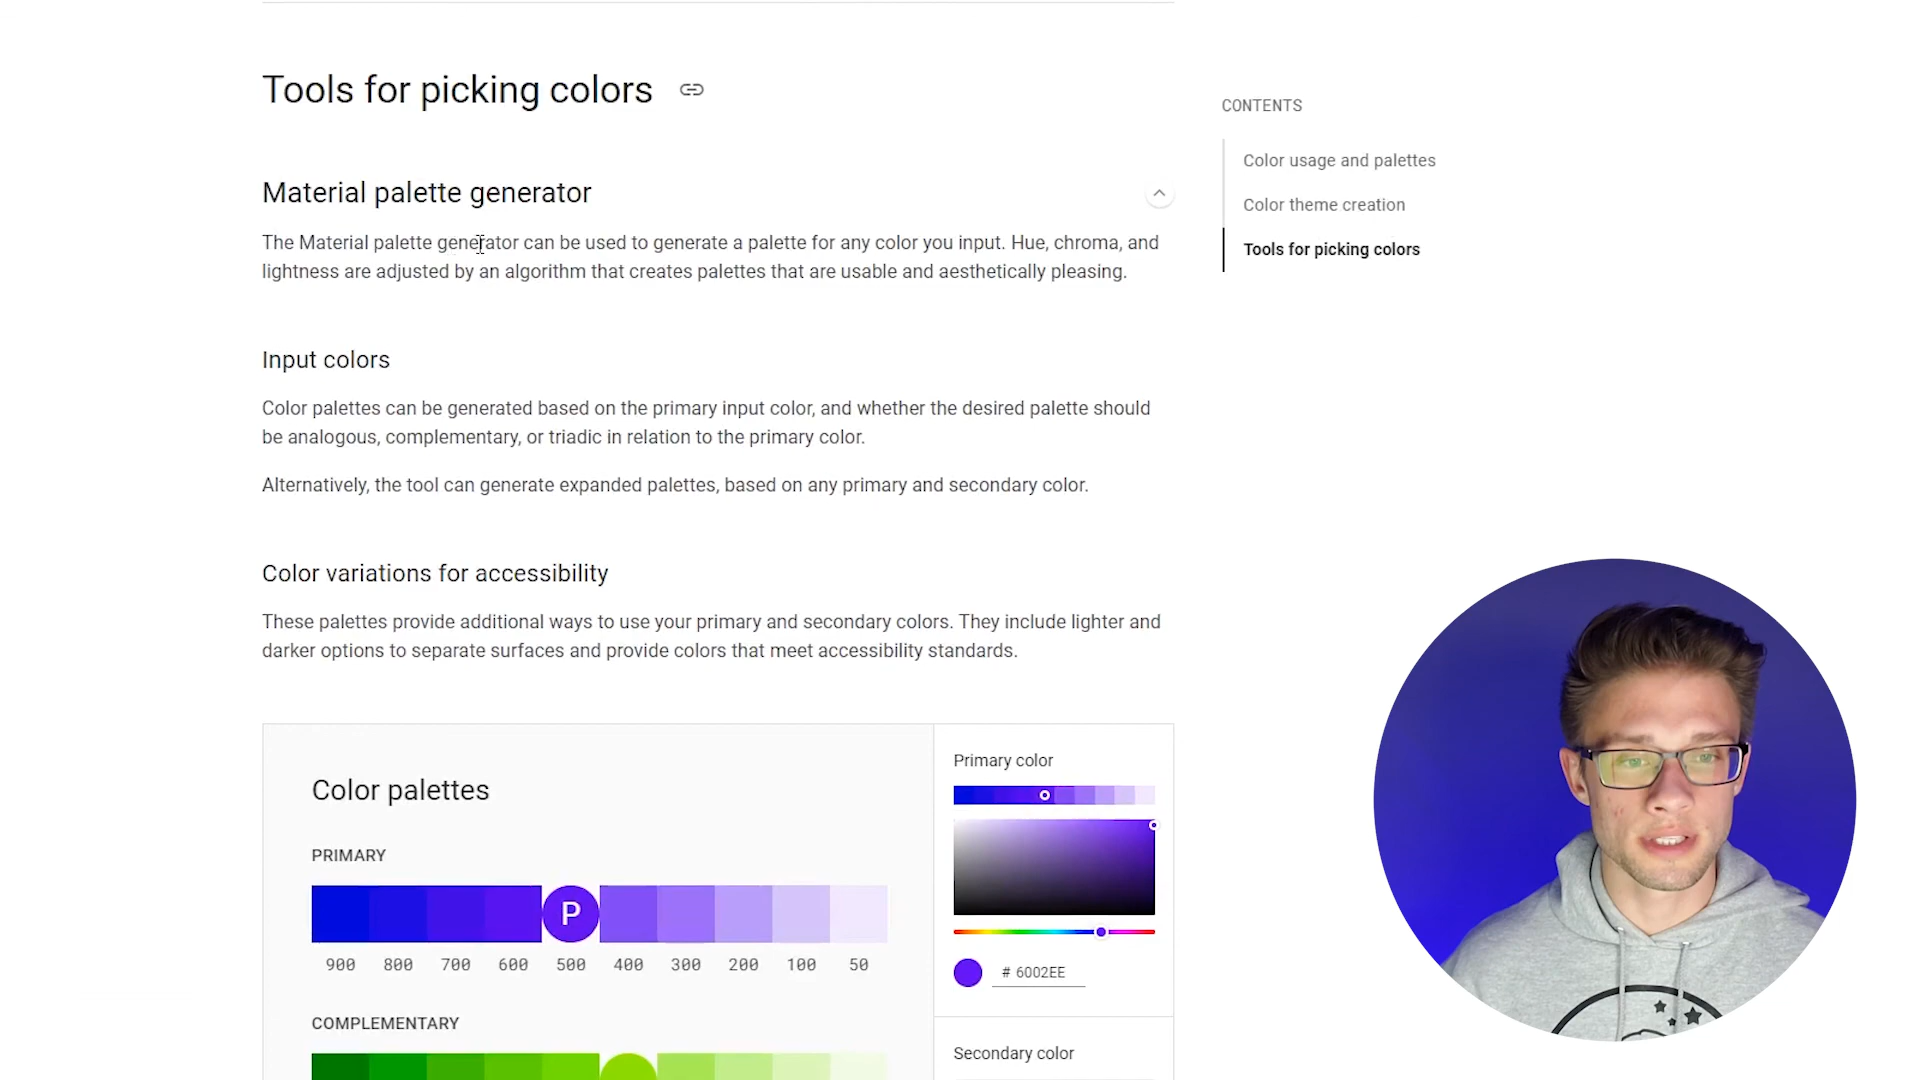 Tools for picking colors
CONTENTS
Color usage and palettes
Color theme creation
Tools for picking colors
Material palette generator
The Material palette generator can be used to generate a palette for any color you input. Hue, chroma, and
lightness are adjusted by an algorithm that creates palettes that are usable and aesthetically pleasing.
Input colors
Color palettes can be generated based on the primary input color, and whether the desired palette should
be analogous, complementary, or triadic in relation to the primary color.
Alternatively, the tool can generate expanded palettes, based on any primary and secondary color.
Color variations for accessibility
These palettes provide additional ways to use your primary and secondary colors. They include lighter and
darker options to separate surfaces and provide colors that meet accessibility standards.
Color palettes
PRIMARY
P
900 800 700 600 500 400 300 200 100 50
COMPLEMENTARY
Primary color
# 6002EE
Secondary color